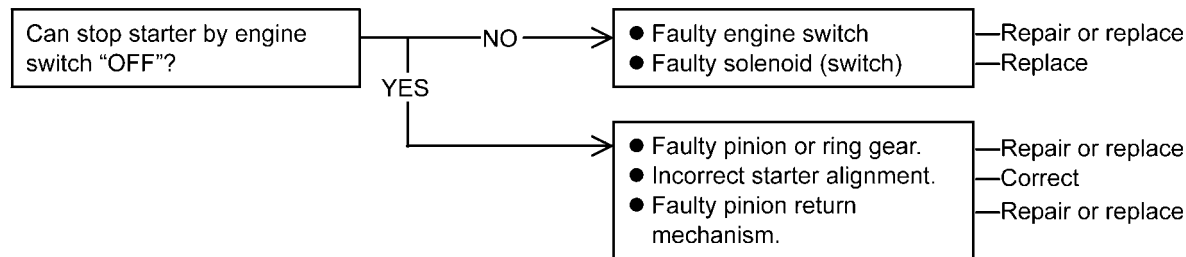 Can stop starter by engine
switch “OFF”?
NO
● Faulty engine switch
Repair or replace
● Faulty solenoid (switch)
Replace
YES
● Faulty pinion or ring gear.
Repair or replace
● Incorrect starter alignment.
Correct
● Faulty pinion return
mechanism.
Repair or replace